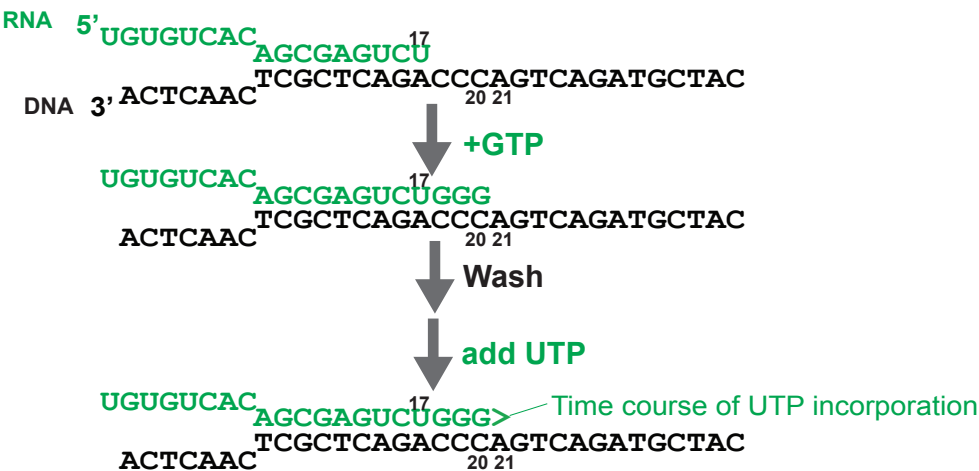 RNA 5' UGUGUCAC
17
AGCGAGUCU
TCGCTCAGACCCAGTCAGATGCTAC
DNA 3' ACTCAAC
20 21
+GTP
UGUGUCAC
17
AGCGAGUCUGGG
TCGCTCAGACCCAGTCAGATGCTAC
ACTCAAC
20 21
Wash
add UTP
UGUGUCAC
17
AGCGAGUCUGGG>
Time course of UTP incorporation
TCGCTCAGACCCAGTCAGATGCTAC
ACTCAAC
20 21